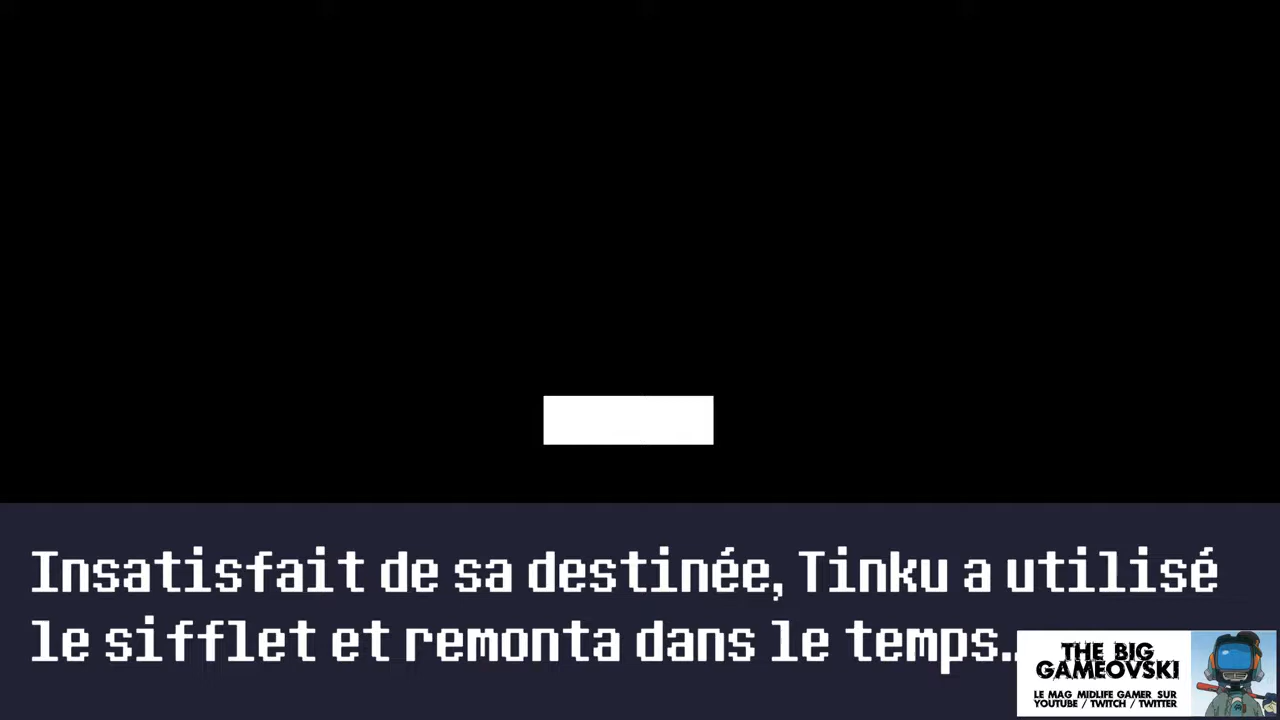 Insatisfait de sa destinée, Tinku a utilisé
le sifflet et remonta dans le temps..
THE BIG
GAMEOVSKI
LE MAG MIDLIFE GAMER SUR
YOUTUBE / TWITCH / TWITTER